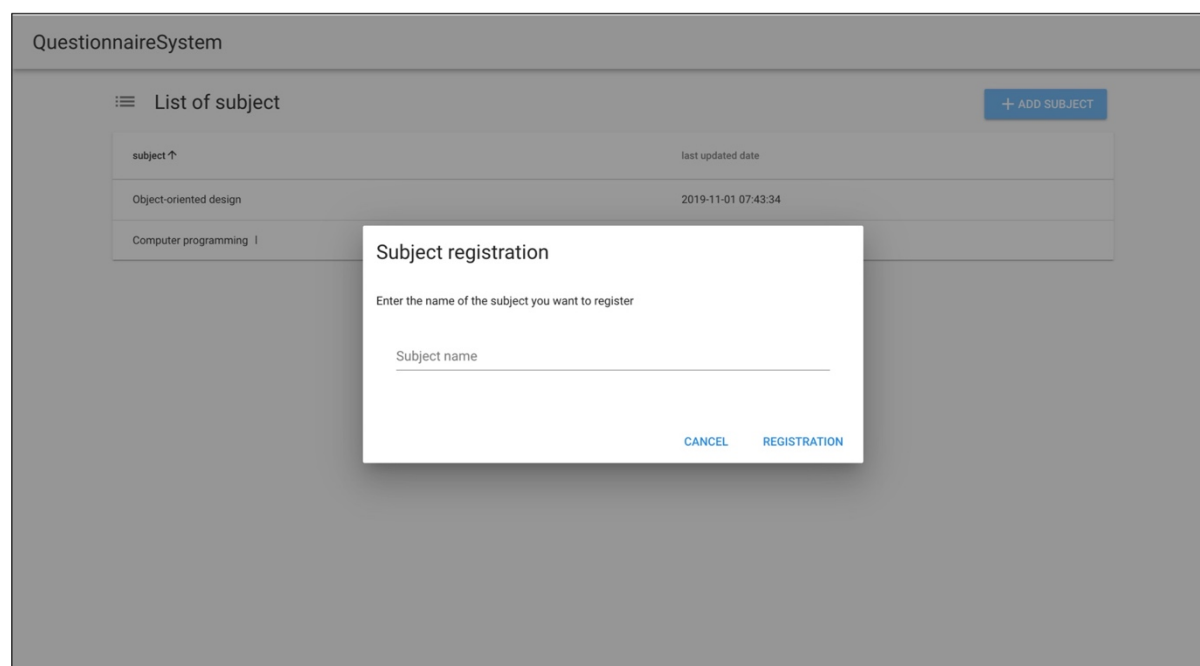 QuestionnaireSystem
List of subject
+ ADD SUBJECT
subject↑ last updated date
Object-oriented design 2019-11-01 07:43:34
Computer programming Ⅰ
Subject registration
Enter the name of the subject you want to register
Subject name
CANCEL REGISTRATION